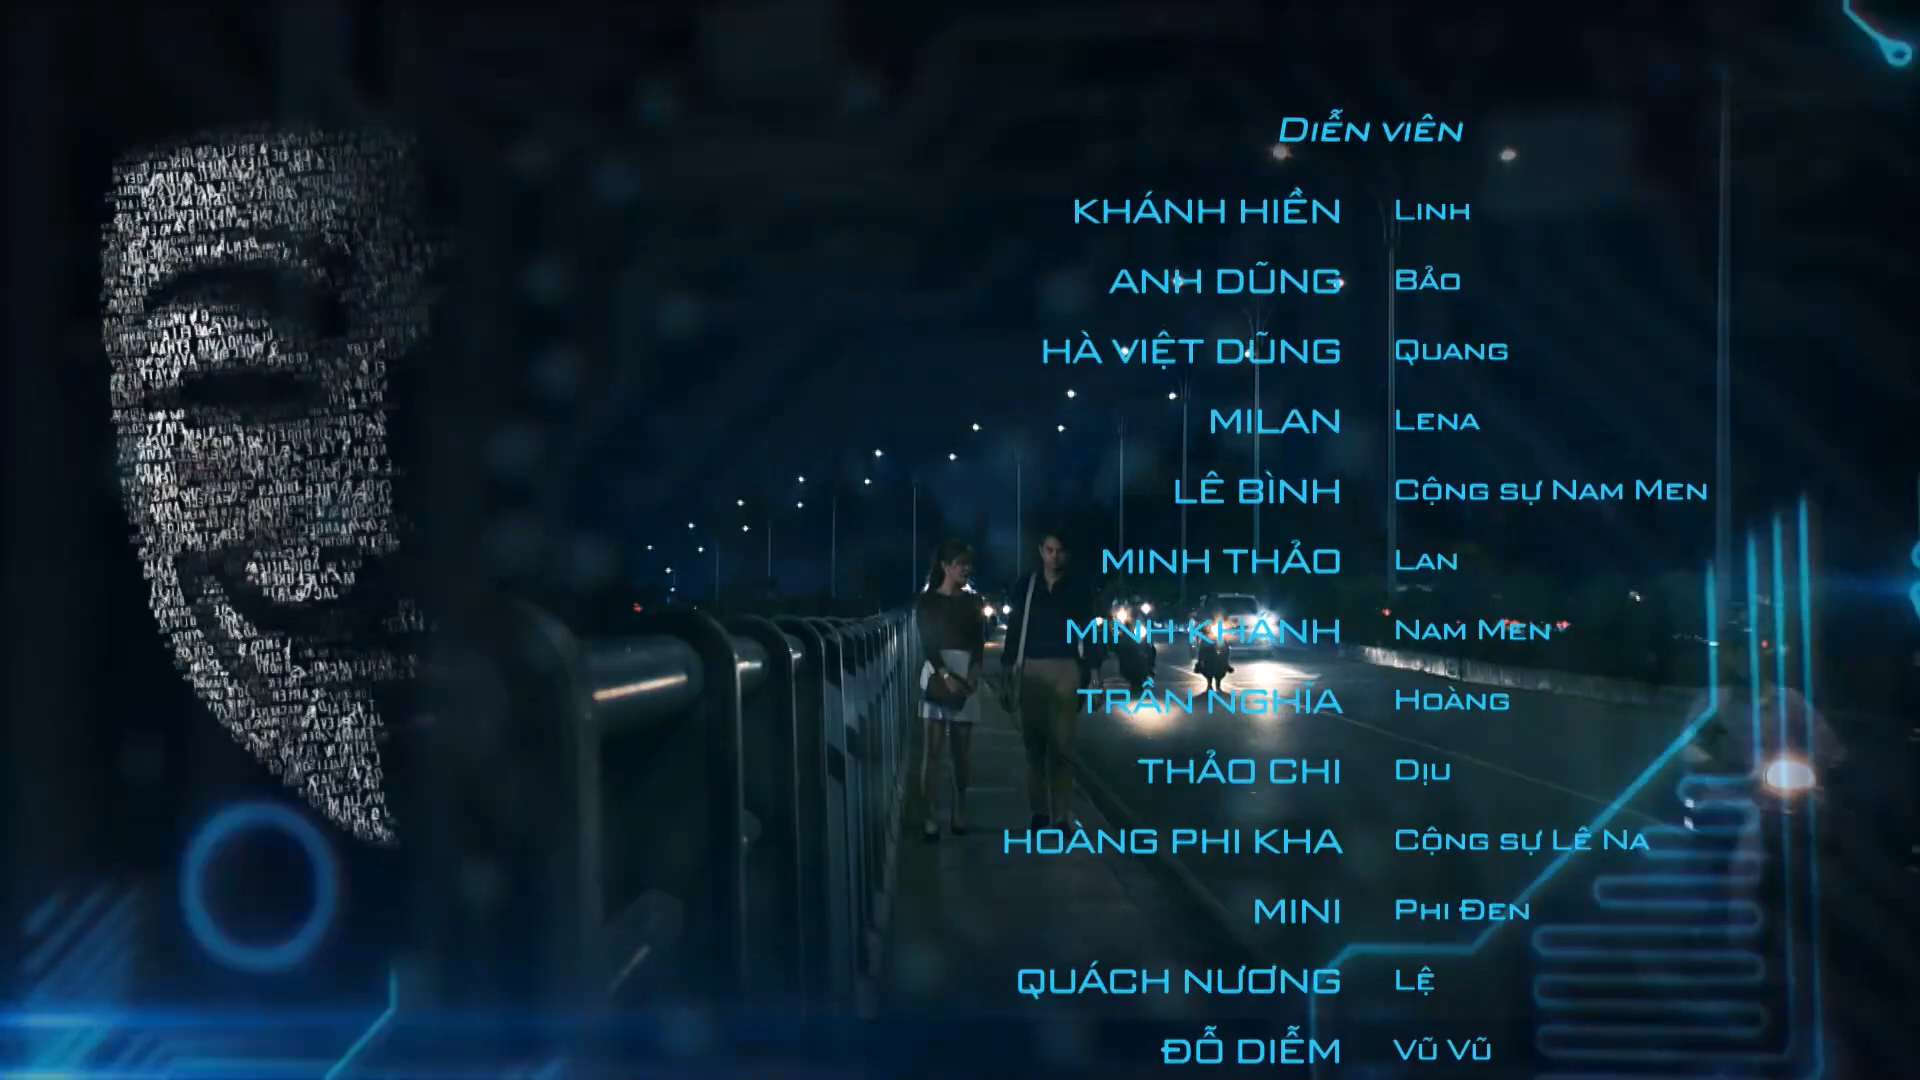 Diễn viên
KHÁNH HIỀN Linh
ANH DŨNG Bảo
HÀ VIỆT DŨNG Quang
MILAN Lena
LÊ BÌNH Cộng sự Nam Men
MINH THẢO Lan
MINH KHÁNH Nam Men
TRẦN NGHĨA Hoàng
THẢO CHI Dịu
HOÀNG PHI KHA Cộng sự Lê Na
MINI Phi Đen
QUÁCH NƯƠNG Lệ
ĐỖ DIỄM Vũ Vũ